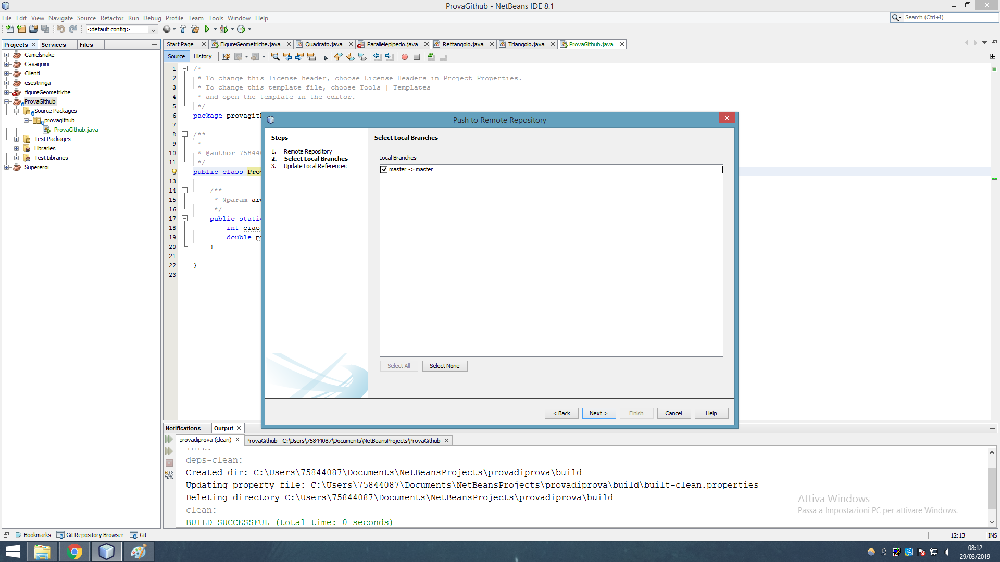 ProvaGithub - NetBeans IDE 8.1
File Edit View Navigate Source Refactor Run Debug Profile Team Tools Window Help
Search (Ctrl+I)
<default config>
Projects Services Files
Start Page FigureGeometriche.java Quadrato.java Parallelepipedo.java Rettangolo.java Triangolo.java ProvaGithub.java
Source History
Camelsnake
Cavagnini
Clienti
esestringa
figureGeometriche
ProvaGithub
Source Packages
provagithub
ProvaGithub.java
Test Packages
Libraries
Test Libraries
Supereroi
1 /*
2 * To change this license header, choose License Headers in Project Properties.
3 * To change this template file, choose Tools | Templates
4 * and open the template in the editor.
5 */
6 package provagith
7
8 /**
9 *
10 * @author 75844
11 */
public class Prov
13
14 /**
15 * @param arg
16 */
17 public static
18 int ciao
19 double p
20 }
21
22 }
23
Push to Remote Repository
Steps
1. Remote Repository
2. Select Local Branches
3. Update Local References
Select Local Branches
Local Branches
master -> master
Select All Select None
< Back Next > Finish Cancel Help
Notifications Output
provadiprova (clean) ProvaGithub - C:\Users\75844087\Documents\NetBeansProjects\ProvaGithub
init:
deps-clean:
Created dir: C:\Users\75844087\Documents\NetBeansProjects\provadiprova\build
Updating property file: C:\Users\75844087\Documents\NetBeansProjects\provadiprova\build\built-clean.properties
Deleting directory C:\Users\75844087\Documents\NetBeansProjects\provadiprova\build
clean:
BUILD SUCCESSFUL (total time: 0 seconds)
Attiva Windows
Passa a Impostazioni PC per attivare Windows.
Bookmarks Git Repository Browser Git
12:13 INS
08:12
29/03/2019